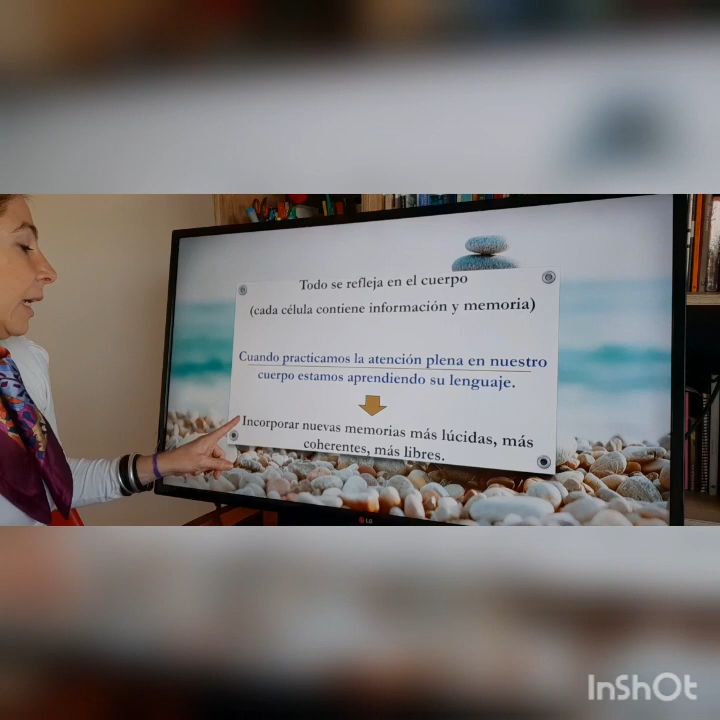 Todo se refleja en el cuerpo
(cada célula contiene información y memoria)
Cuando practicamos la atención plena en nuestro
cuerpo estamos aprendiendo su lenguaje.
Incorporar nuevas memorias más lúcidas, más
coherentes, más libres.
LG
InShOt